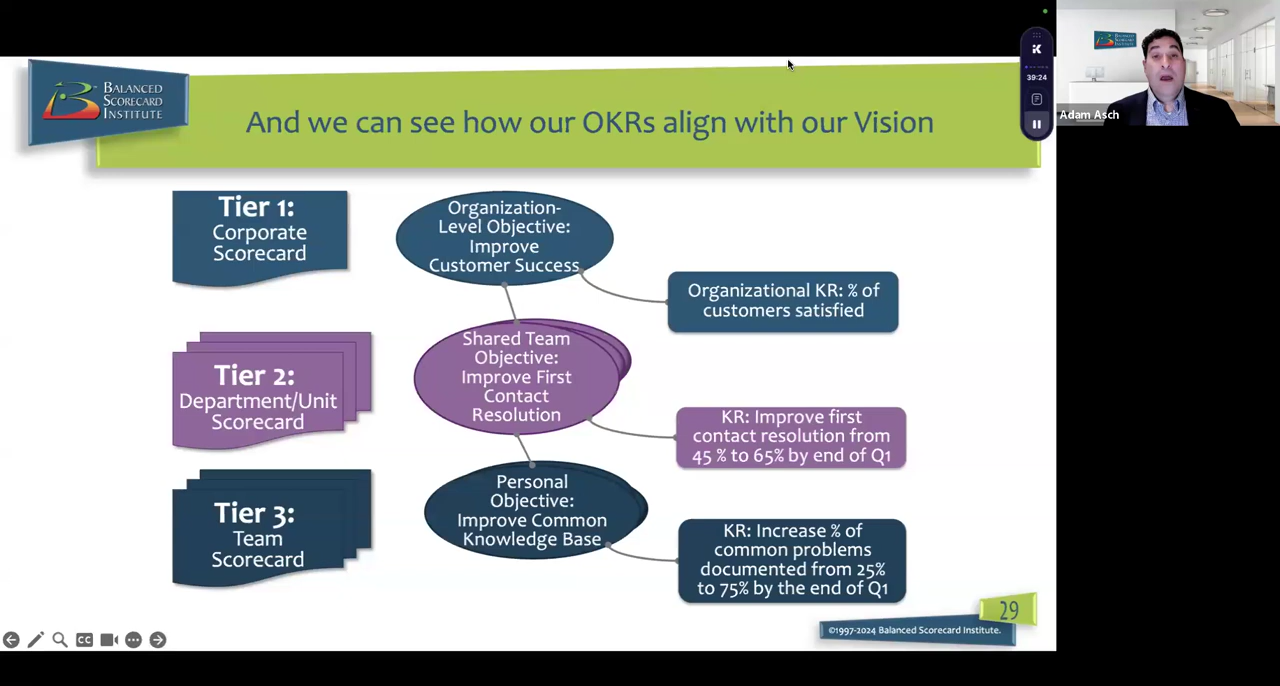 BALANCED
SCORECARD
INSTITUTE
And we can see how our OKRs align with our Vision
39:24
BALANCED
SCORECARD
INSTITUTE
Adam Asch
Tier 1:
Corporate
Scorecard
Organization-
Level Objective:
Improve
Customer Success
Organizational KR: % of
customers satisfied
Tier 2:
Department/Unit
Scorecard
Shared Team
Objective:
Improve First
Contact
Resolution
KR: Improve first
contact resolution from
45 % to 65% by end of Q1
Tier 3:
Team
Scorecard
Personal
Objective:
Improve Common
Knowledge Base
KR: Increase % of
common problems
documented from 25%
to 75% by the end of Q1
29
©1997-2024 Balanced Scorecard Institute.
CC